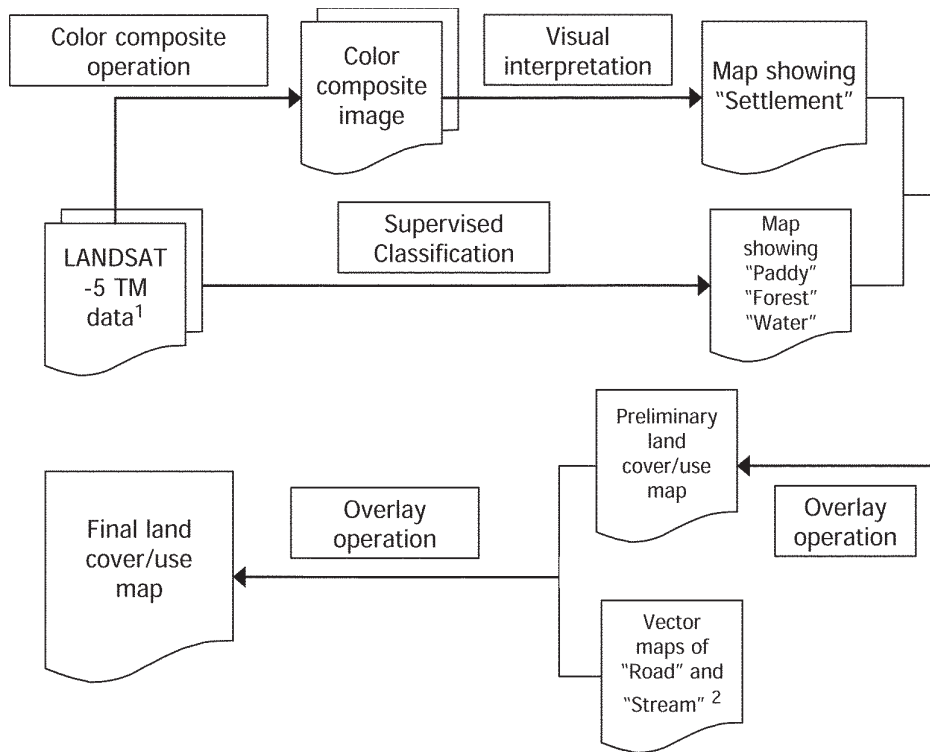 Color composite
operation
Color
composite
image
Visual
interpretation
Map showing
“Settlement”
LANDSAT
-5 TM
data1
Supervised
Classification
Map
showing
“Paddy”
“Forest”
“Water”
Preliminary
land
cover/use
map
Overlay
operation
Overlay
operation
Final land
cover/use
map
Vector
maps of
“Road” and
“Stream” 2